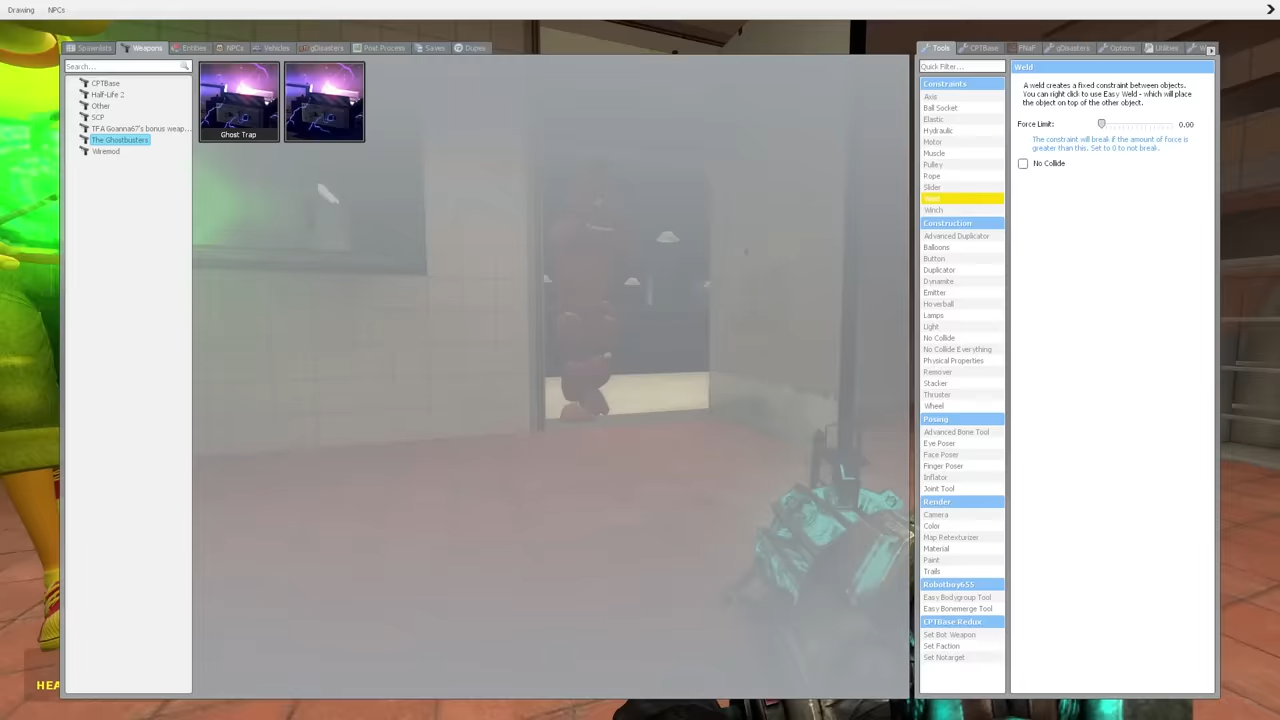 Drawing NPCs
Spawnlists Weapons Entities NPCs Vehicles gDisasters Post Process Saves Dupes
Search...
CPTBase
Half-Life 2
Other
SCP
TFA Goanna67's bonus weap...
The Ghostbusters
Wiremod
Ghost Trap
HEA
Tools CPTBase PNaF gDisasters Options Utilities W
Quick Filter...
Constraints
Axis
Ball Socket
Elastic
Hydraulic
Motor
Muscle
Pulley
Rope
Slider
Weld
Winch
Construction
Advanced Duplicator
Balloons
Button
Duplicator
Dynamite
Emitter
Hoverball
Lamps
Light
No Collide
No Collide Everything
Physical Properties
Remover
Stacker
Thruster
Wheel
Posing
Advanced Bone Tool
Eye Poser
Face Poser
Finger Poser
Inflator
Joint Tool
Render
Camera
Color
Map Retexturizer
Material
Paint
Trails
Robotboy655
Easy Bodygroup Tool
Easy Bonemerge Tool
CPTBase Redux
Set Bot Weapon
Set Faction
Set Notarget
Weld
A weld creates a fixed constraint between objects.
You can right click to use Easy Weld - which will place
the object on top of the other object.
Force Limit: 0.00
The constraint will break if the amount of force is
greater than this. Set to 0 to not break.
No Collide